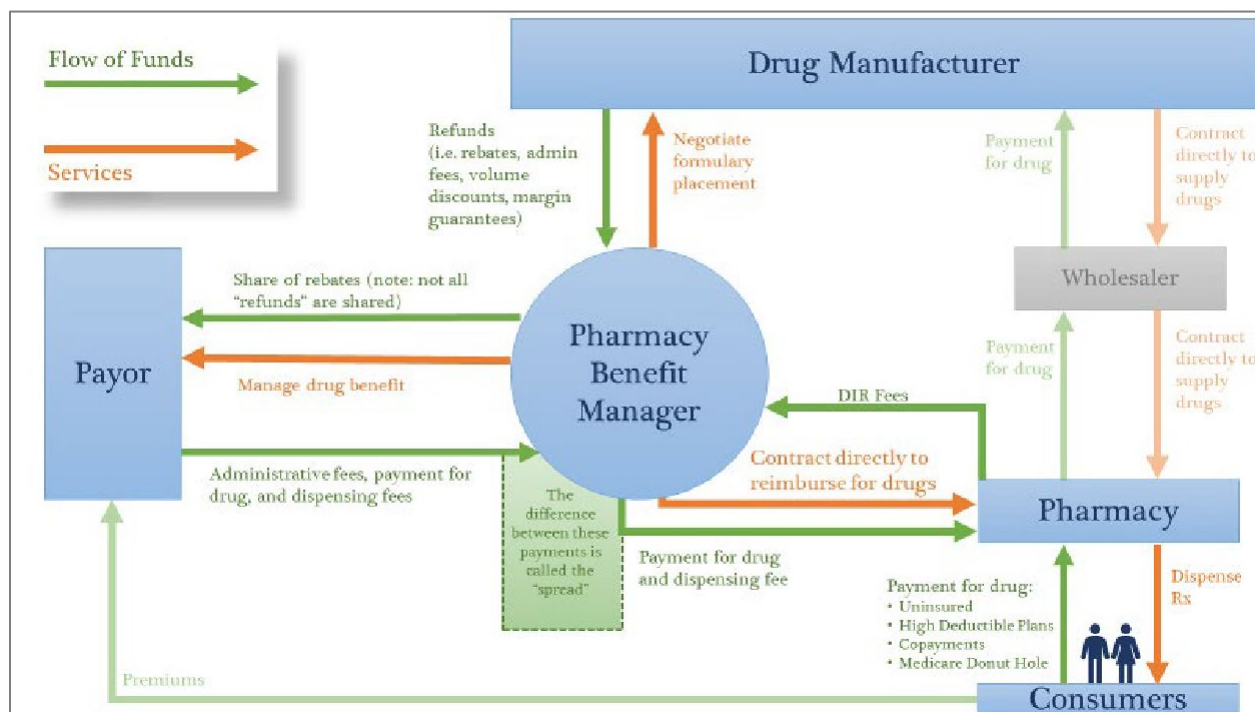 Flow of Funds
Services
Drug Manufacturer
Refunds
(i.e. rebates, admin
fees, volume
discounts, margin
guarantees)
Negotiate
formulary
placement
Payment
for drug
Contract
directly to
supply
drugs
Wholesaler
Share of rebates (note: not all
"refunds" are shared)
Payor
Manage drug benefit
Pharmacy
Benefit
Manager
Payment
for drug
Contract
directly to
supply
drugs
DIR Fees
Administrative fees, payment for
drug, and dispensing fees
Contract directly to
reimburse for drugs
The
difference
between these
payments is
called the
"spread"
Pharmacy
Payment for drug
and dispensing fee
Payment for drug:
• Uninsured
• High Deductible Plans
• Copayments
• Medicare Donut Hole
Dispense
Rx
Premiums
Consumers